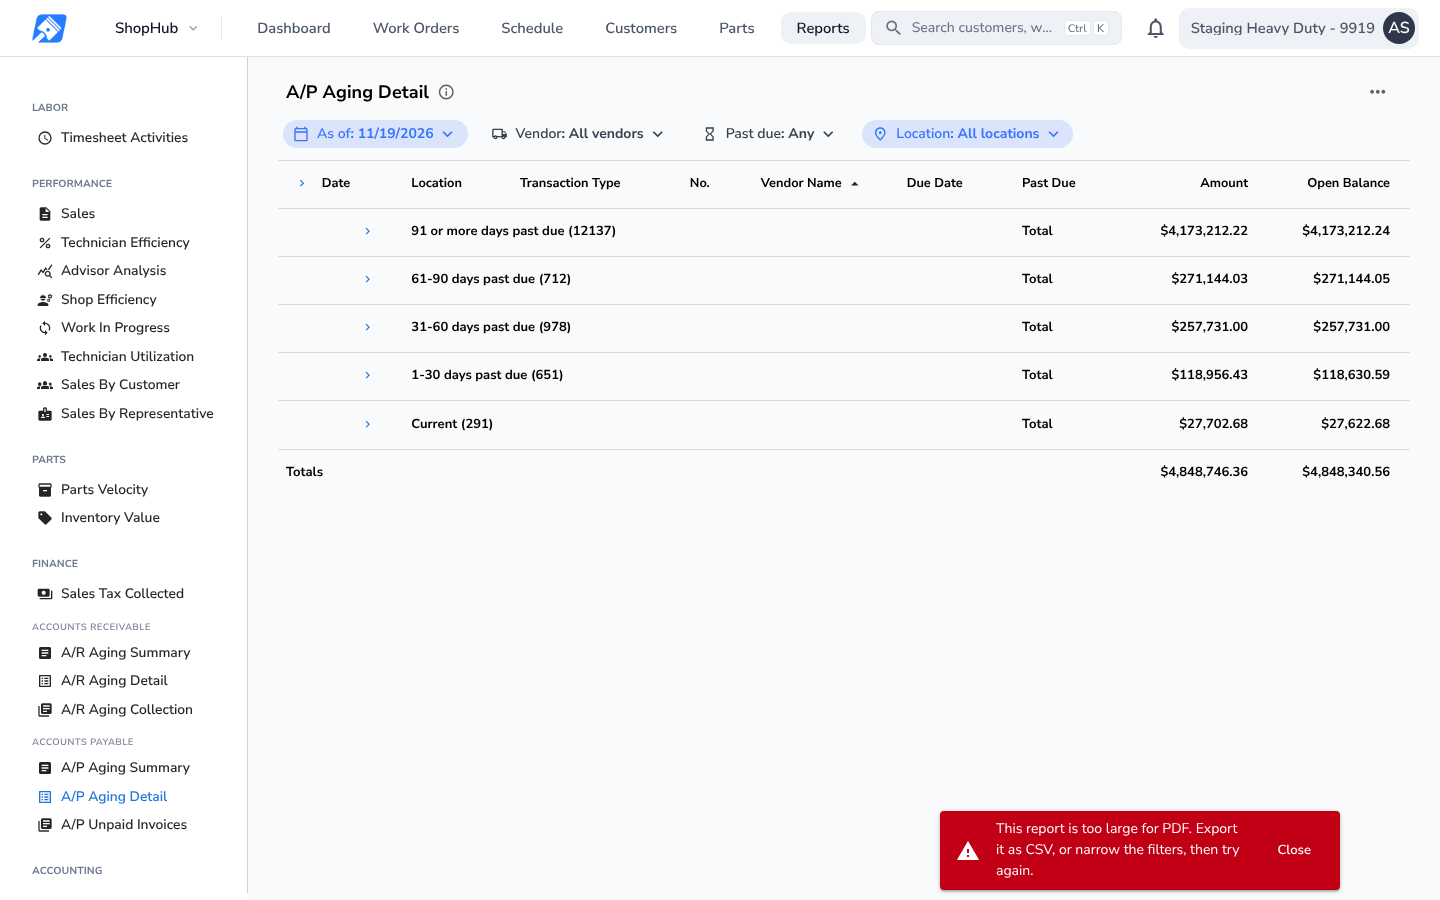 ShopHub
Dashboard
Work Orders
Schedule
Customers
Parts
Reports
Search customers, w...
Ctrl K
Staging Heavy Duty - 9919
AS
LABOR
Timesheet Activities
PERFORMANCE
Sales
Technician Efficiency
Advisor Analysis
Shop Efficiency
Work In Progress
Technician Utilization
Sales By Customer
Sales By Representative
PARTS
Parts Velocity
Inventory Value
FINANCE
Sales Tax Collected
ACCOUNTS RECEIVABLE
A/R Aging Summary
A/R Aging Detail
A/R Aging Collection
ACCOUNTS PAYABLE
A/P Aging Summary
A/P Aging Detail
A/P Unpaid Invoices
ACCOUNTING
A/P Aging Detail
As of: 11/19/2026
Vendor: All vendors
Past due: Any
Location: All locations
Date Location Transaction Type No. Vendor Name Due Date Past Due Amount Open Balance
91 or more days past due (12137) Total $4,173,212.22 $4,173,212.24
61-90 days past due (712) Total $271,144.03 $271,144.05
31-60 days past due (978) Total $257,731.00 $257,731.00
1-30 days past due (651) Total $118,956.43 $118,630.59
Current (291) Total $27,702.68 $27,622.68
Totals $4,848,746.36 $4,848,340.56
This report is too large for PDF. Export
it as CSV, or narrow the filters, then try
again.
Close